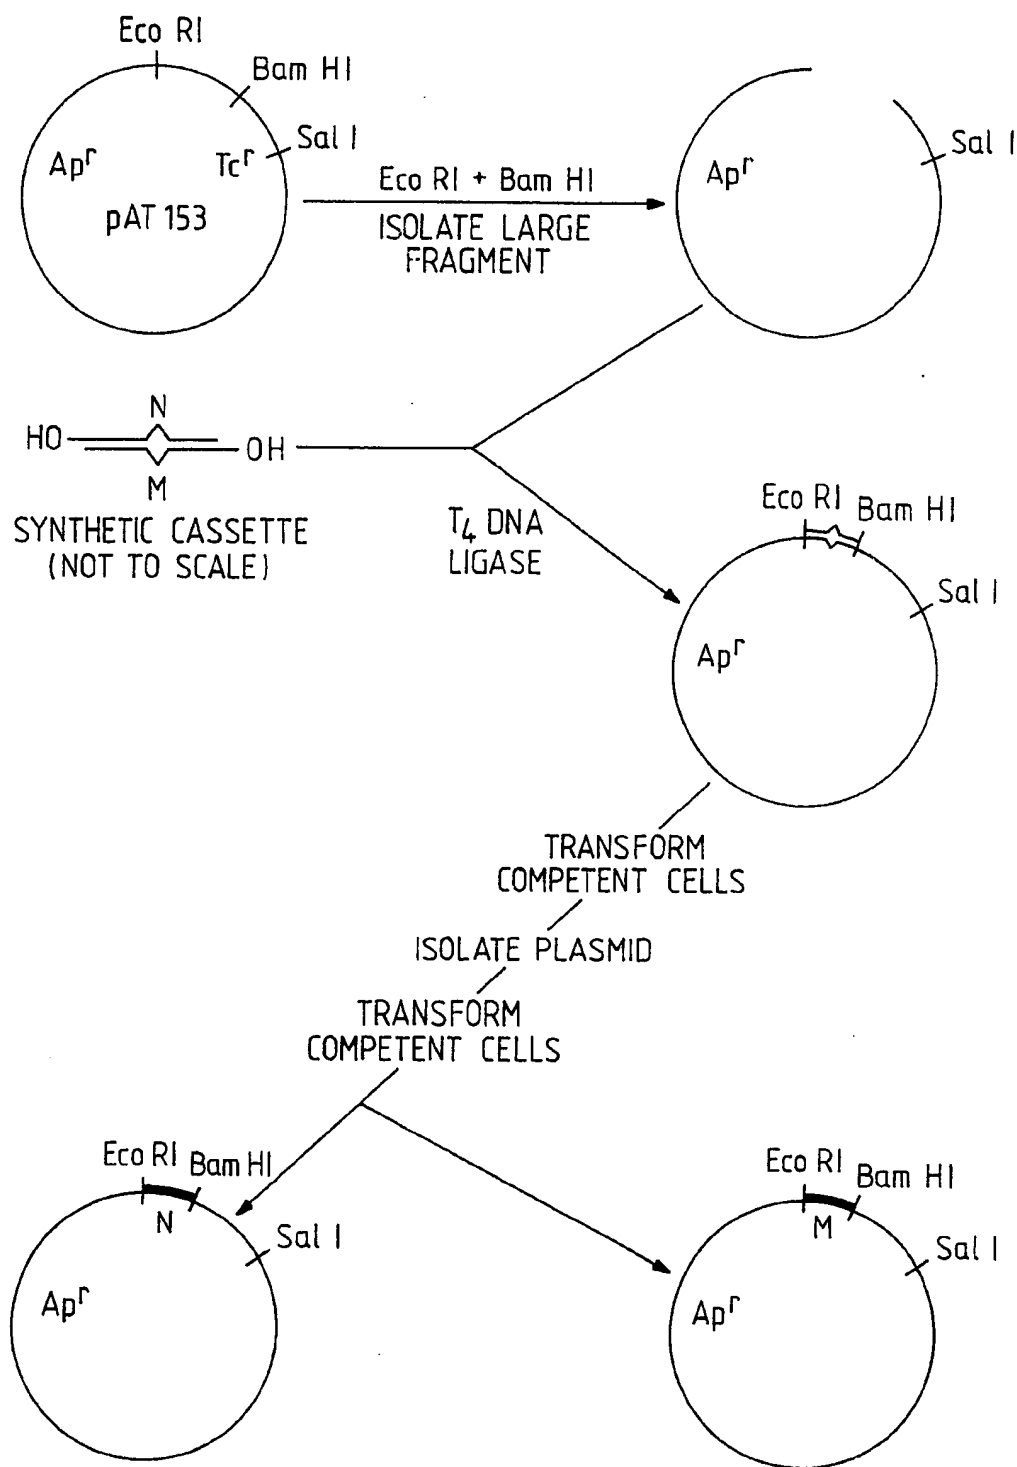 Eco RI
Bam HI
Sal I
Apʳ
Tcʳ
pAT 153
Eco RI + Bam HI
ISOLATE LARGE
FRAGMENT
Apʳ
Sal I
N
HO
OH
M
SYNTHETIC CASSETTE
(NOT TO SCALE)
T₄ DNA
LIGASE
Eco RI
Bam HI
Sal I
Apʳ
TRANSFORM
COMPETENT CELLS
ISOLATE PLASMID
TRANSFORM
COMPETENT CELLS
Eco RI
Bam HI
N
Sal I
Apʳ
Eco RI
Bam HI
M
Sal I
Apʳ